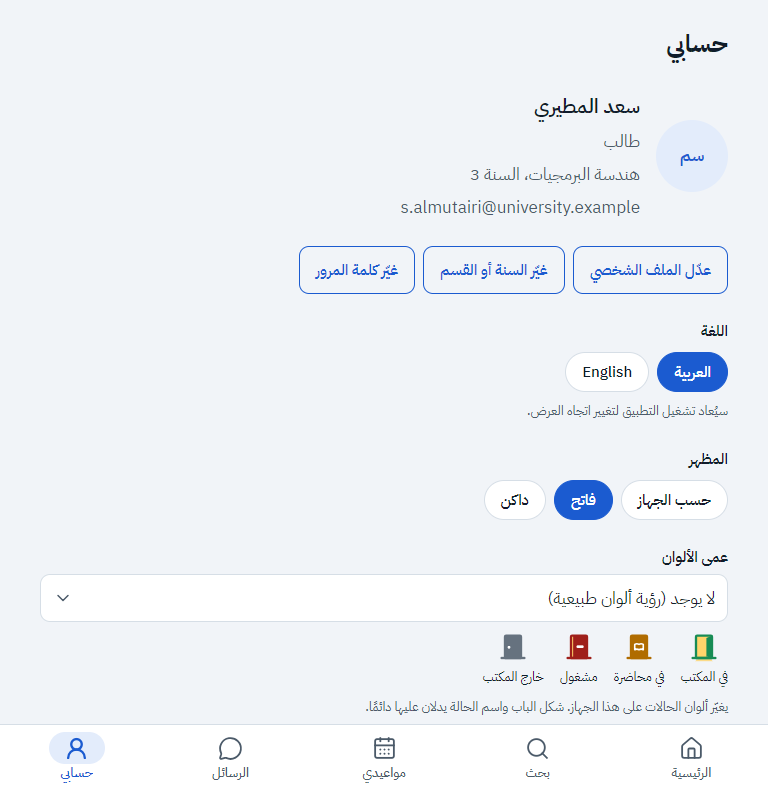 حسابي
سم
سعد المطيري
طالب
هندسة البرمجيات، السنة 3
s.almutairi@university.example
عدّل الملف الشخصي
غيّر السنة أو القسم
غيّر كلمة المرور
اللغة
العربية
English
سيُعاد تشغيل التطبيق لتغيير اتجاه العرض.
المظهر
حسب الجهاز
فاتح
داكن
عمى الألوان
لا يوجد (رؤية ألوان طبيعية)
في المكتب
في محاضرة
مشغول
خارج المكتب
يغيّر ألوان الحالات على هذا الجهاز. شكل الباب واسم الحالة يدلان عليها دائمًا.
الرئيسية
بحث
مواعيدي
الرسائل
حسابي